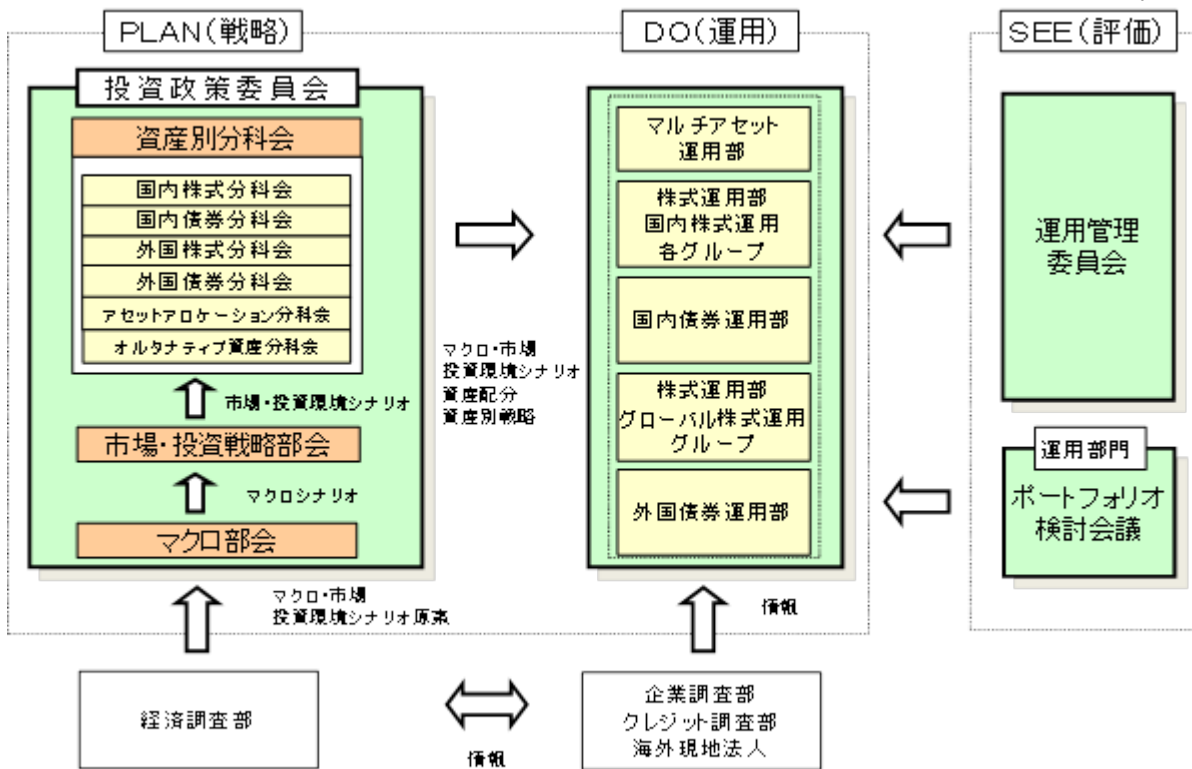 PLAN(戦略)
投資政策委員会
資産別分科会
国内株式分科会
国内債券分科会
外国株式分科会
外国債券分科会
アセットアロケーション分科会
オルタナティブ資産分科会
市場・投資環境シナリオ
市場・投資戦略部会
マクロシナリオ
マクロ部会
マクロ・市場
投資環境シナリオ原案
マクロ・市場
投資環境シナリオ
資産配分
資産別戦略
DO(運用)
マルチアセット
運用部
株式運用部
国内株式運用
各グループ
国内債券運用部
株式運用部
グローバル株式運用
グループ
外国債券運用部
情報
SEE(評価)
運用管理
委員会
運用部門
ポートフォリオ
検討会議
経済調査部
情報
企業調査部
クレジット調査部
海外現地法人